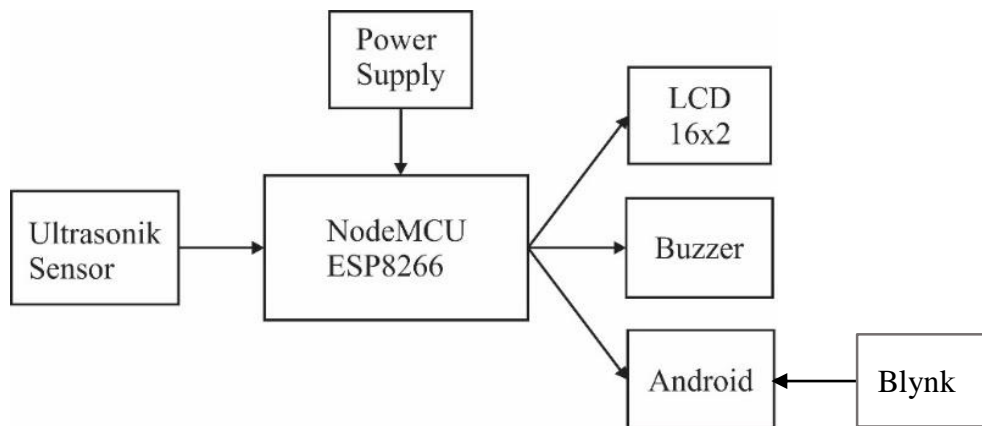 Power
Supply
LCD
16x2
Ultrasonik
Sensor
NodeMCU
ESP8266
Buzzer
Android
Blynk